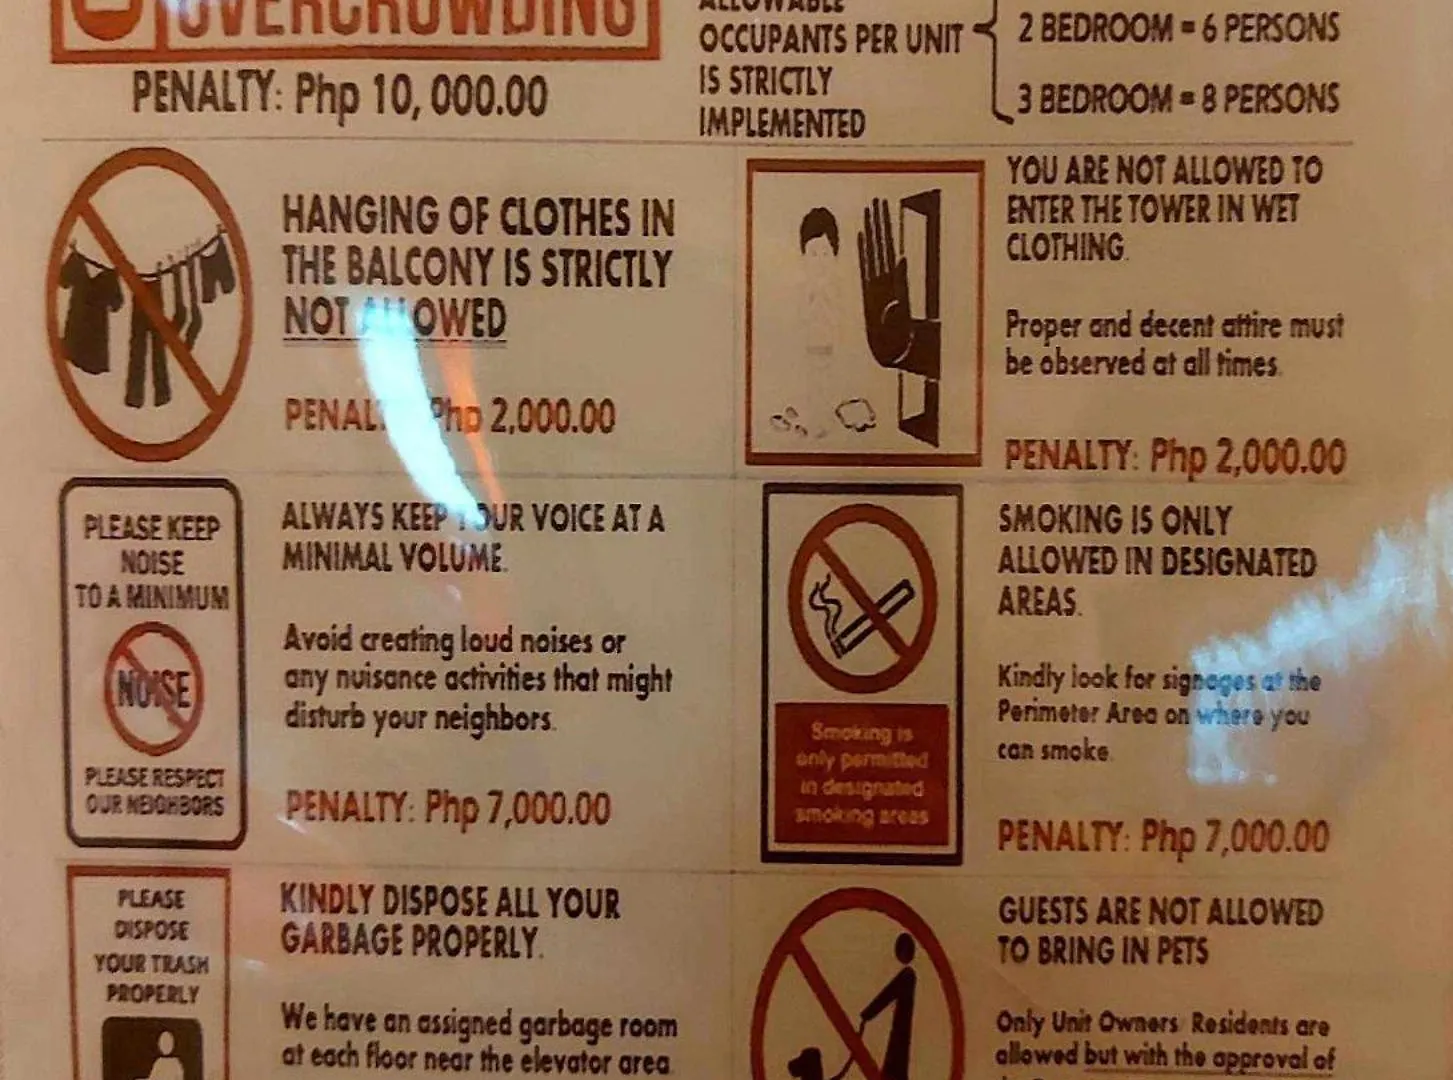 OVERCROWDING
PENALTY: Php 10, 000.00
ALLOWABLE
OCCUPANTS PER UNIT
IS STRICTLY
IMPLEMENTED
2 BEDROOM = 6 PERSONS
3 BEDROOM = 8 PERSONS
HANGING OF CLOTHES IN
THE BALCONY IS STRICTLY
NOT ALLOWED
PENALTY: Php 2,000.00
YOU ARE NOT ALLOWED TO
ENTER THE TOWER IN WET
CLOTHING.
Proper and decent attire must
be observed at all times.
PENALTY: Php 2,000.00
PLEASE KEEP
NOISE
TO A MINIMUM
NOISE
PLEASE RESPECT
OUR NEIGHBORS
ALWAYS KEEP YOUR VOICE AT A
MINIMAL VOLUME.
Avoid creating loud noises or
any nuisance activities that might
disturb your neighbors.
PENALTY: Php 7,000.00
Smoking is
only permitted
in designated
smoking areas
SMOKING IS ONLY
ALLOWED IN DESIGNATED
AREAS.
Kindly look for signages at the
Perimeter Area on where you
can smoke.
PENALTY: Php 7,000.00
PLEASE
DISPOSE
YOUR TRASH
PROPERLY
KINDLY DISPOSE ALL YOUR
GARBAGE PROPERLY.
We have an assigned garbage room
at each floor near the elevator area.
GUESTS ARE NOT ALLOWED
TO BRING IN PETS
Only Unit Owners/ Residents are
allowed but with the approval of